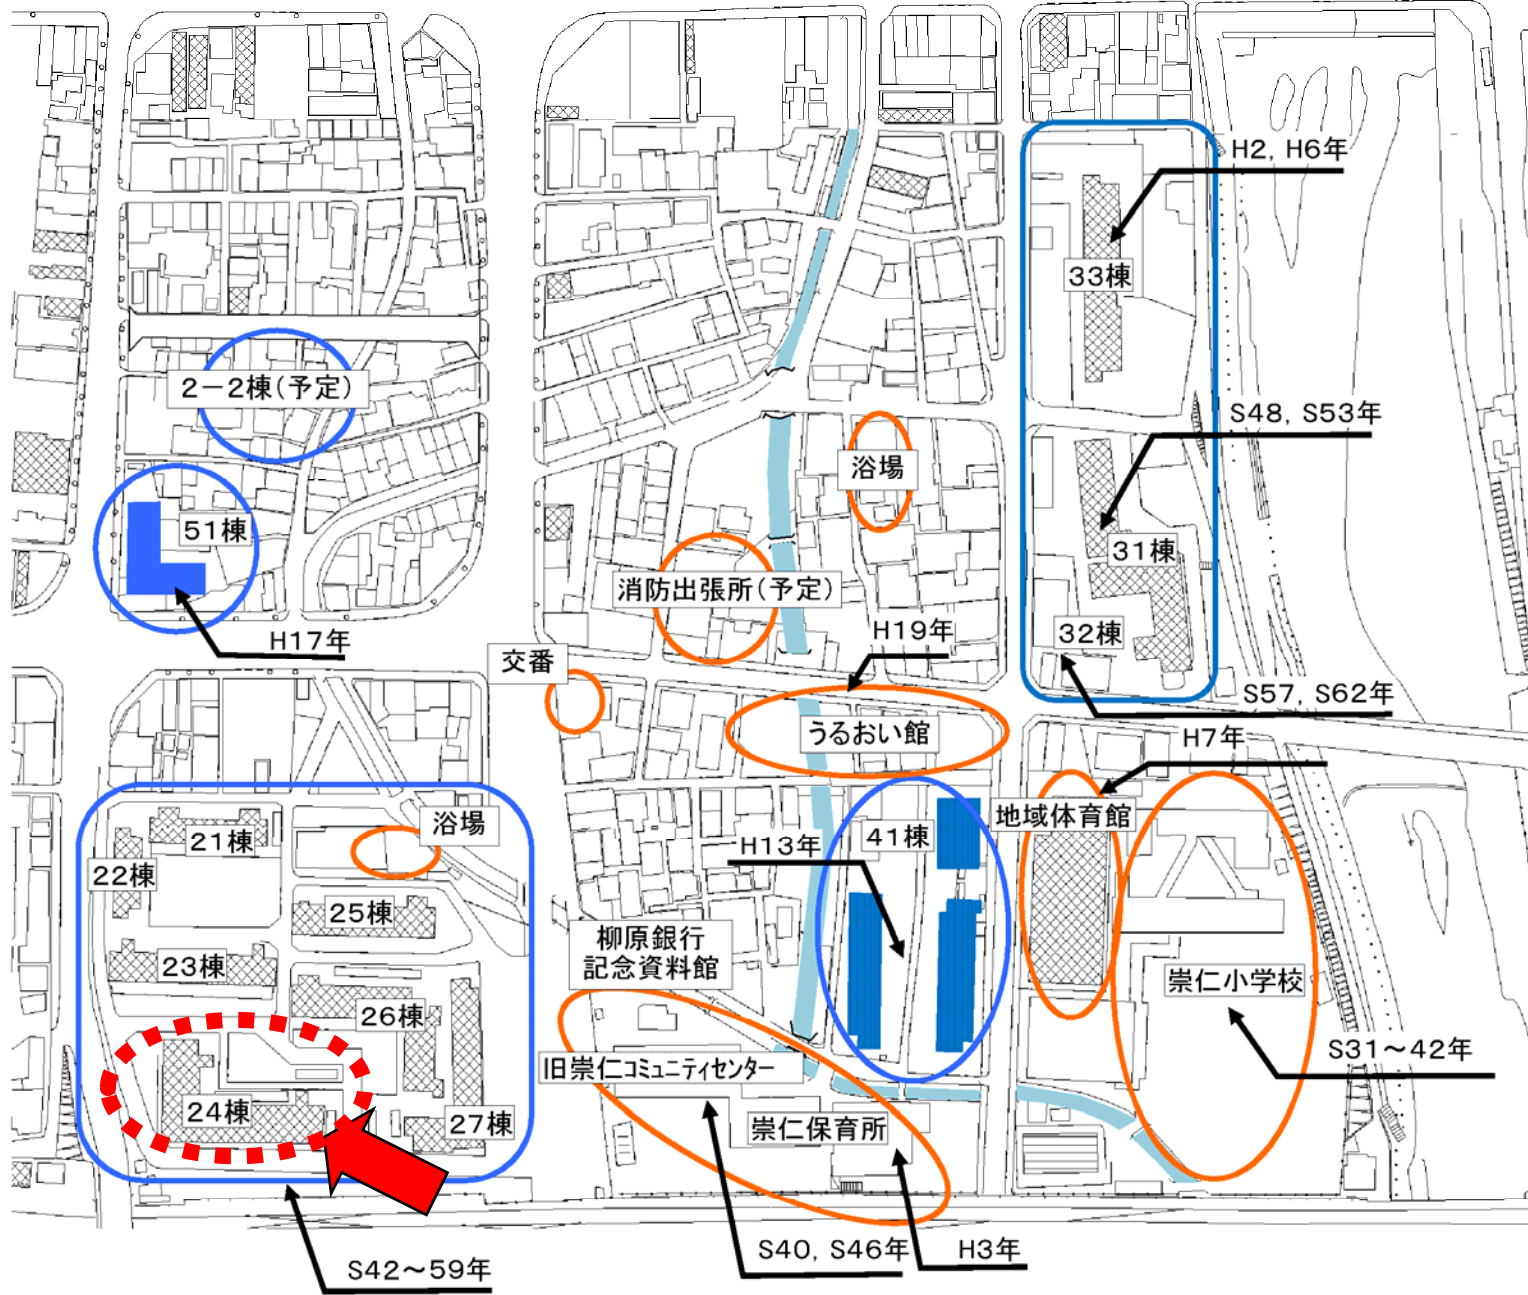 H2, H6年
33棟
2－2棟(予定)
S48, S53年
浴場
51棟
31棟
消防出張所(予定)
H17年
H19年
32棟
交番
S57, S62年
うるおい館
H7年
浴場
地域体育館
21棟
H13年
41棟
22棟
25棟
柳原銀行
記念資料館
23棟
崇仁小学校
26棟
S31～42年
旧崇仁コミュニティセンター
24棟
27棟
崇仁保育所
S40, S46年
H3年
S42～59年